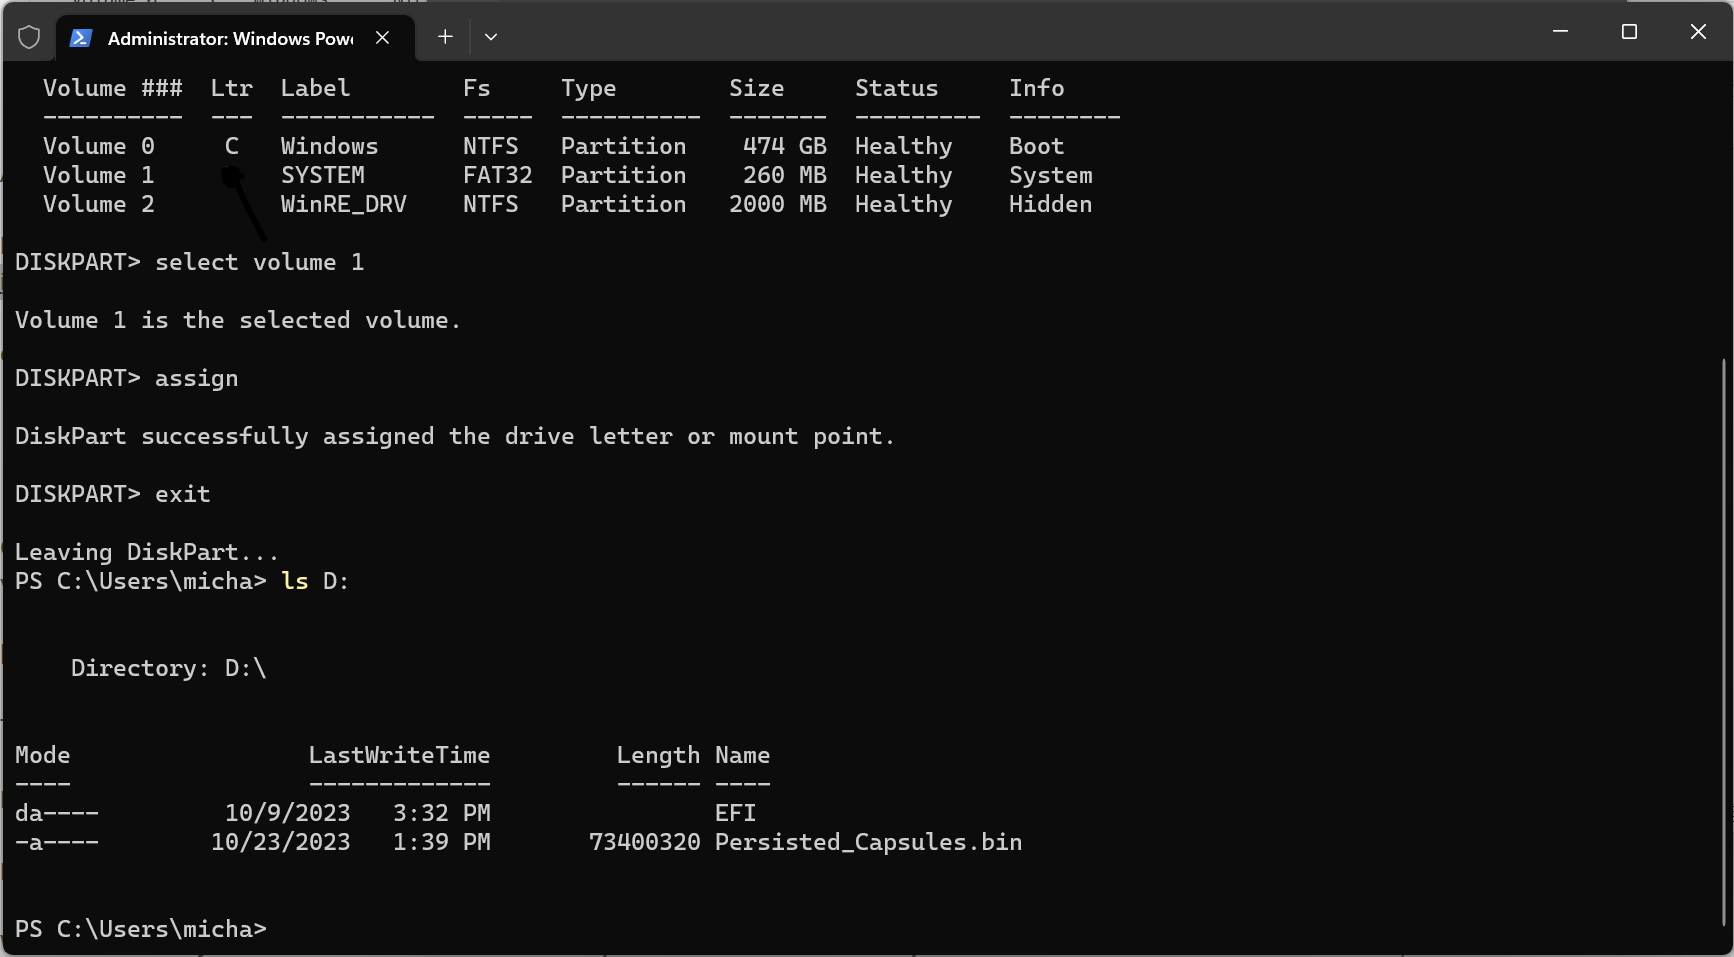 Administrator: Windows Powe
  Volume ###  Ltr  Label        Fs     Type        Size     Status     Info
  ----------  ---  -----------  -----  ----------  -------  ---------  --------
  Volume 0     C   Windows      NTFS   Partition    474 GB  Healthy    Boot
  Volume 1         SYSTEM       FAT32  Partition    260 MB  Healthy    System
  Volume 2         WinRE_DRV    NTFS   Partition   2000 MB  Healthy    Hidden
DISKPART> select volume 1
Volume 1 is the selected volume.
DISKPART> assign
DiskPart successfully assigned the drive letter or mount point.
DISKPART> exit
Leaving DiskPart...
PS C:\Users\micha> ls D:
    Directory: D:\
Mode                 LastWriteTime         Length Name
----                 -------------         ------ ----
da----         10/9/2023   3:32 PM                EFI
-a----        10/23/2023   1:39 PM       73400320 Persisted_Capsules.bin
PS C:\Users\micha>